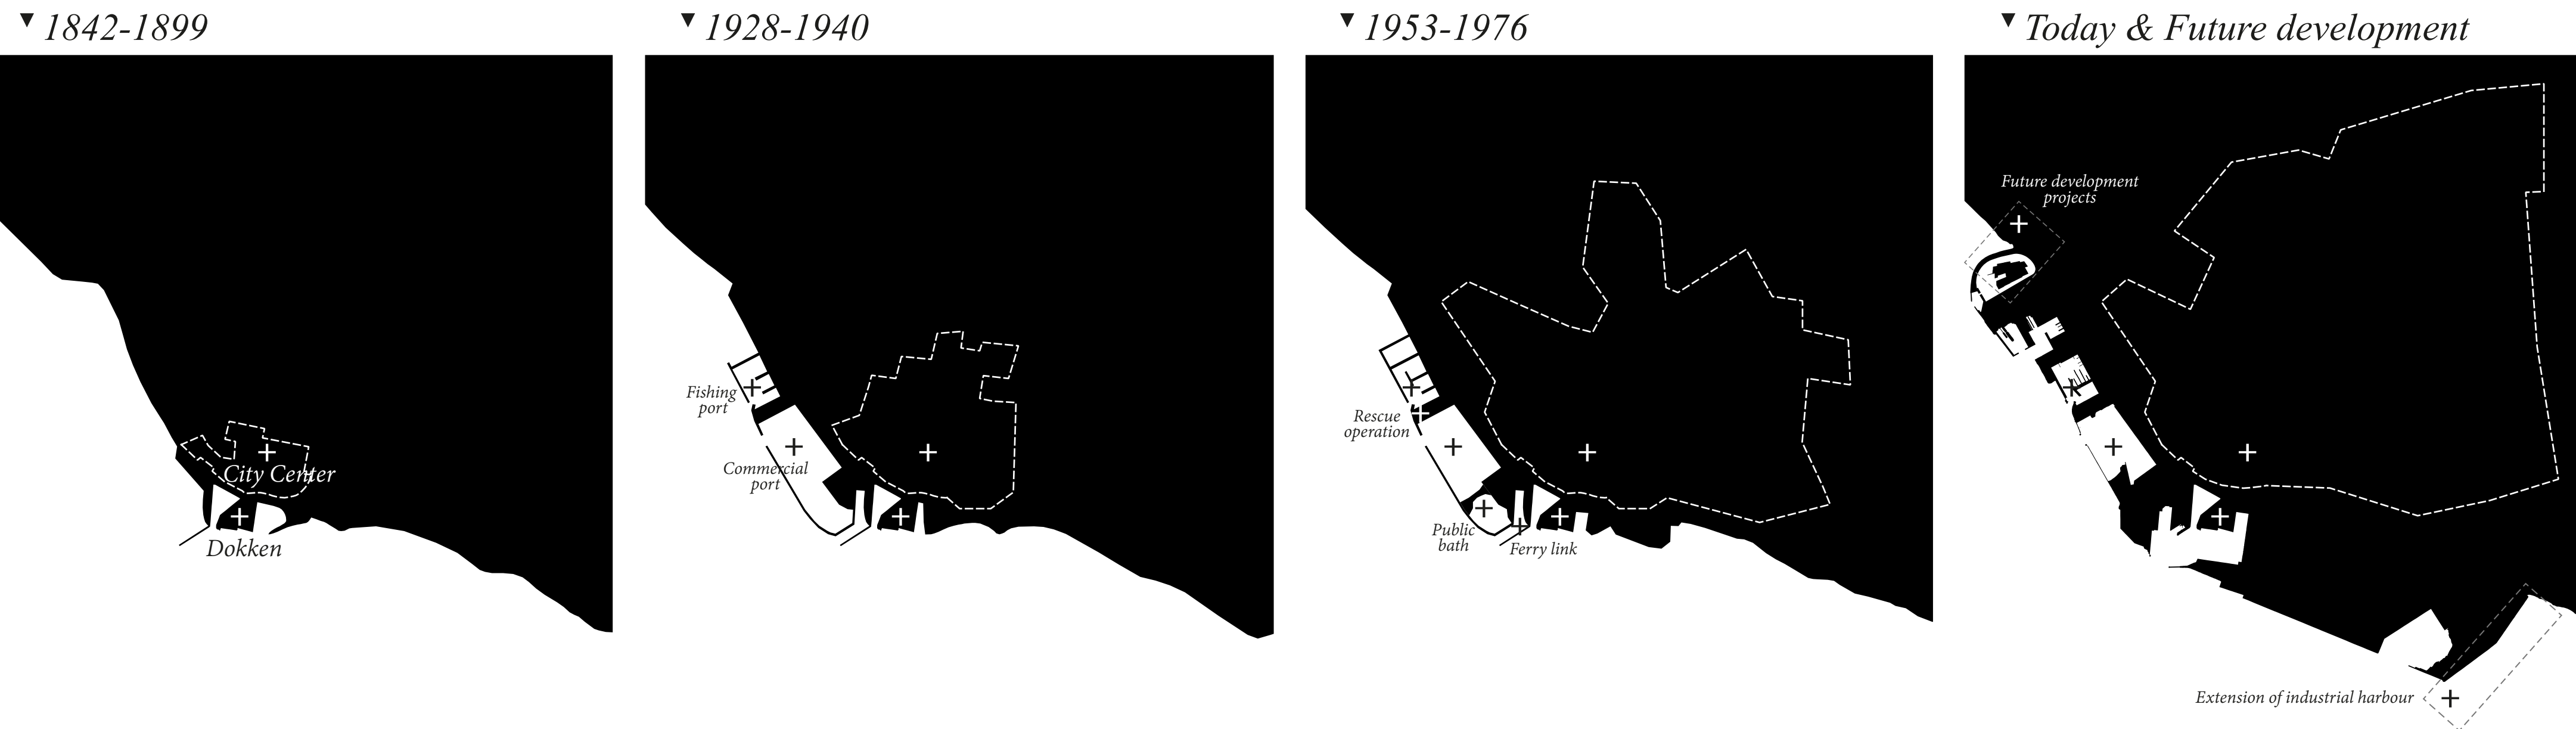 ▼ 1842-1899
City Center
Dokken
▼ 1928-1940
Fishing
port
Commercial
port
▼ 1953-1976
Rescue
operation
Public
bath
Ferry link
▼ Today & Future development
Future development
projects
Extension of industrial harbour